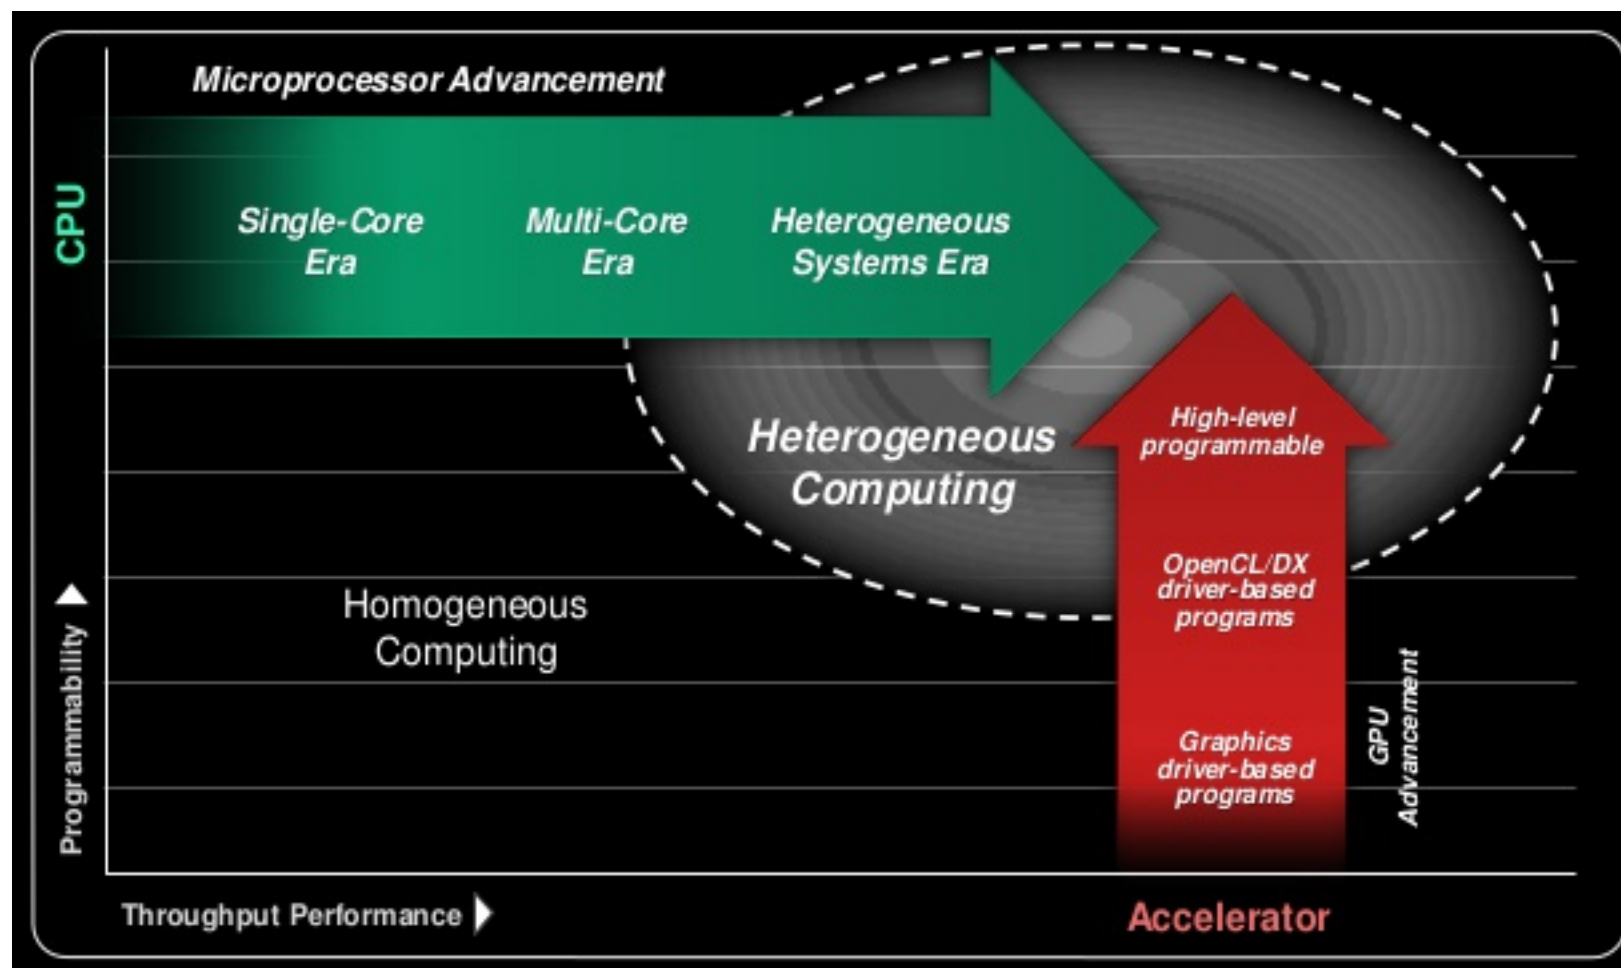 Microprocessor Advancement
CPU
Single-Core
Era
Multi-Core
Era
Heterogeneous
Systems Era
Heterogeneous
Computing
High-level
programmable
OpenCL/DX
driver-based
programs
Graphics
driver-based
programs
GPU
Advancement
Homogeneous
Computing
Programmability
Throughput Performance
Accelerator